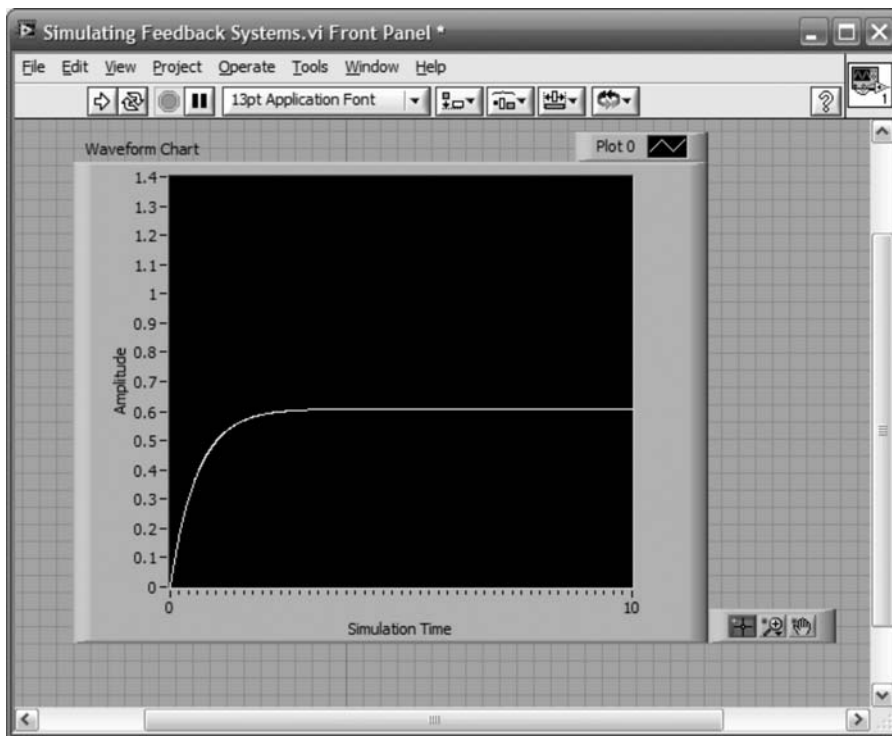 Simulating Feedback Systems.vi Front Panel *
File Edit View Project Operate Tools Window Help
13pt Application Font
1
Waveform Chart
Plot 0
1.4
1.3
1.2
1.1
1
0.9
0.8
0.7
0.6
0.5
0.4
0.3
0.2
0.1
0
Amplitude
0 10
Simulation Time